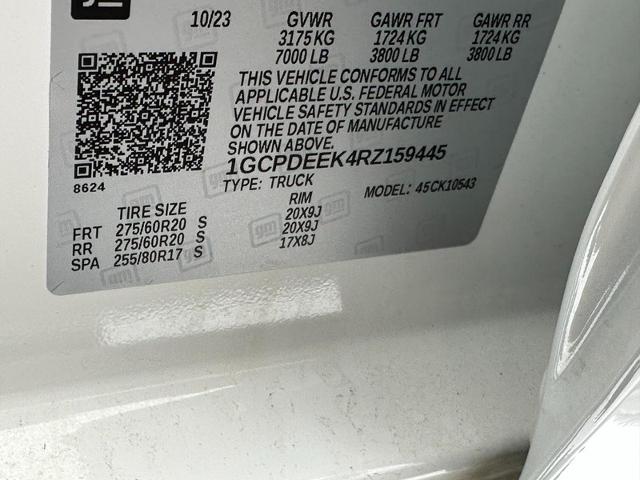 10/23 GVWR GAWR FRT GAWR RR
3175 KG 1724 KG 1724 KG
7000 LB 3800 LB 3800 LB
THIS VEHICLE CONFORMS TO ALL
APPLICABLE U.S. FEDERAL MOTOR
VEHICLE SAFETY STANDARDS IN EFFECT
ON THE DATE OF MANUFACTURE
SHOWN ABOVE.
1GCPDEEK4RZ159445
8624 TYPE: TRUCK MODEL: 45CK10543
TIRE SIZE RIM
FRT 275/60R20 S 20X9J
RR 275/60R20 S 20X9J
SPA 255/80R17 S 17X8J
gm